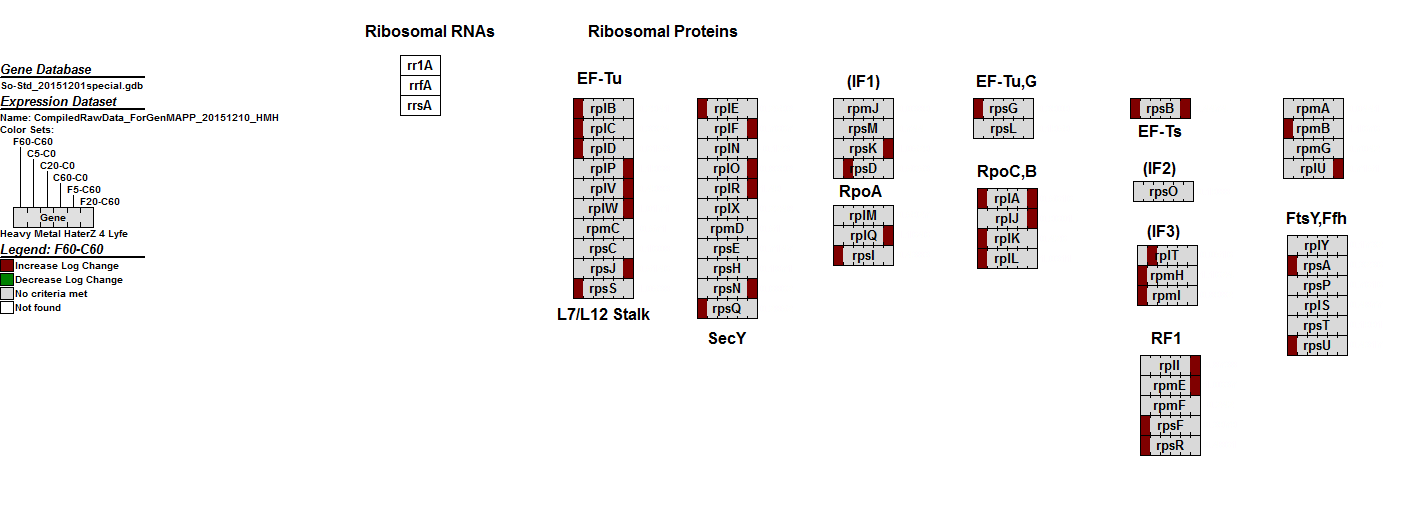 Ribosomal RNAs
Ribosomal Proteins
Gene Database
So-Std_20151201special.gdb
Expression Dataset
Name: CompiledRawData_ForGenMAPP_20151210_HMH
Color Sets:
F60-C60
C5-C0
C20-C0
C60-C0
F5-C60
F20-C60
Gene
Heavy Metal HaterZ 4 Lyfe
Legend: F60-C60
Increase Log Change
Decrease Log Change
No criteria met
Not found
rr1A
rrfA
rrsA
EF-Tu
rplB
rplC
rplD
rplP
rplV
rplW
rpmC
rpsC
rpsJ
rpsS
L7/L12 Stalk
rplE
rplF
rplN
rplO
rplR
rplX
rpmD
rpsE
rpsH
rpsN
rpsQ
SecY
(IF1)
rpmJ
rpsM
rpsK
rpsD
RpoA
rplM
rplQ
rpsI
EF-Tu,G
rpsG
rpsL
RpoC,B
rplA
rplJ
rplK
rplL
rpsB
EF-Ts
(IF2)
rpsO
(IF3)
rplT
rpmH
rpmI
RF1
rplI
rpmE
rpmF
rpsF
rpsR
rpmA
rpmB
rpmG
rplU
FtsY,Ffh
rplY
rpsA
rpsP
rplS
rpsT
rpsU